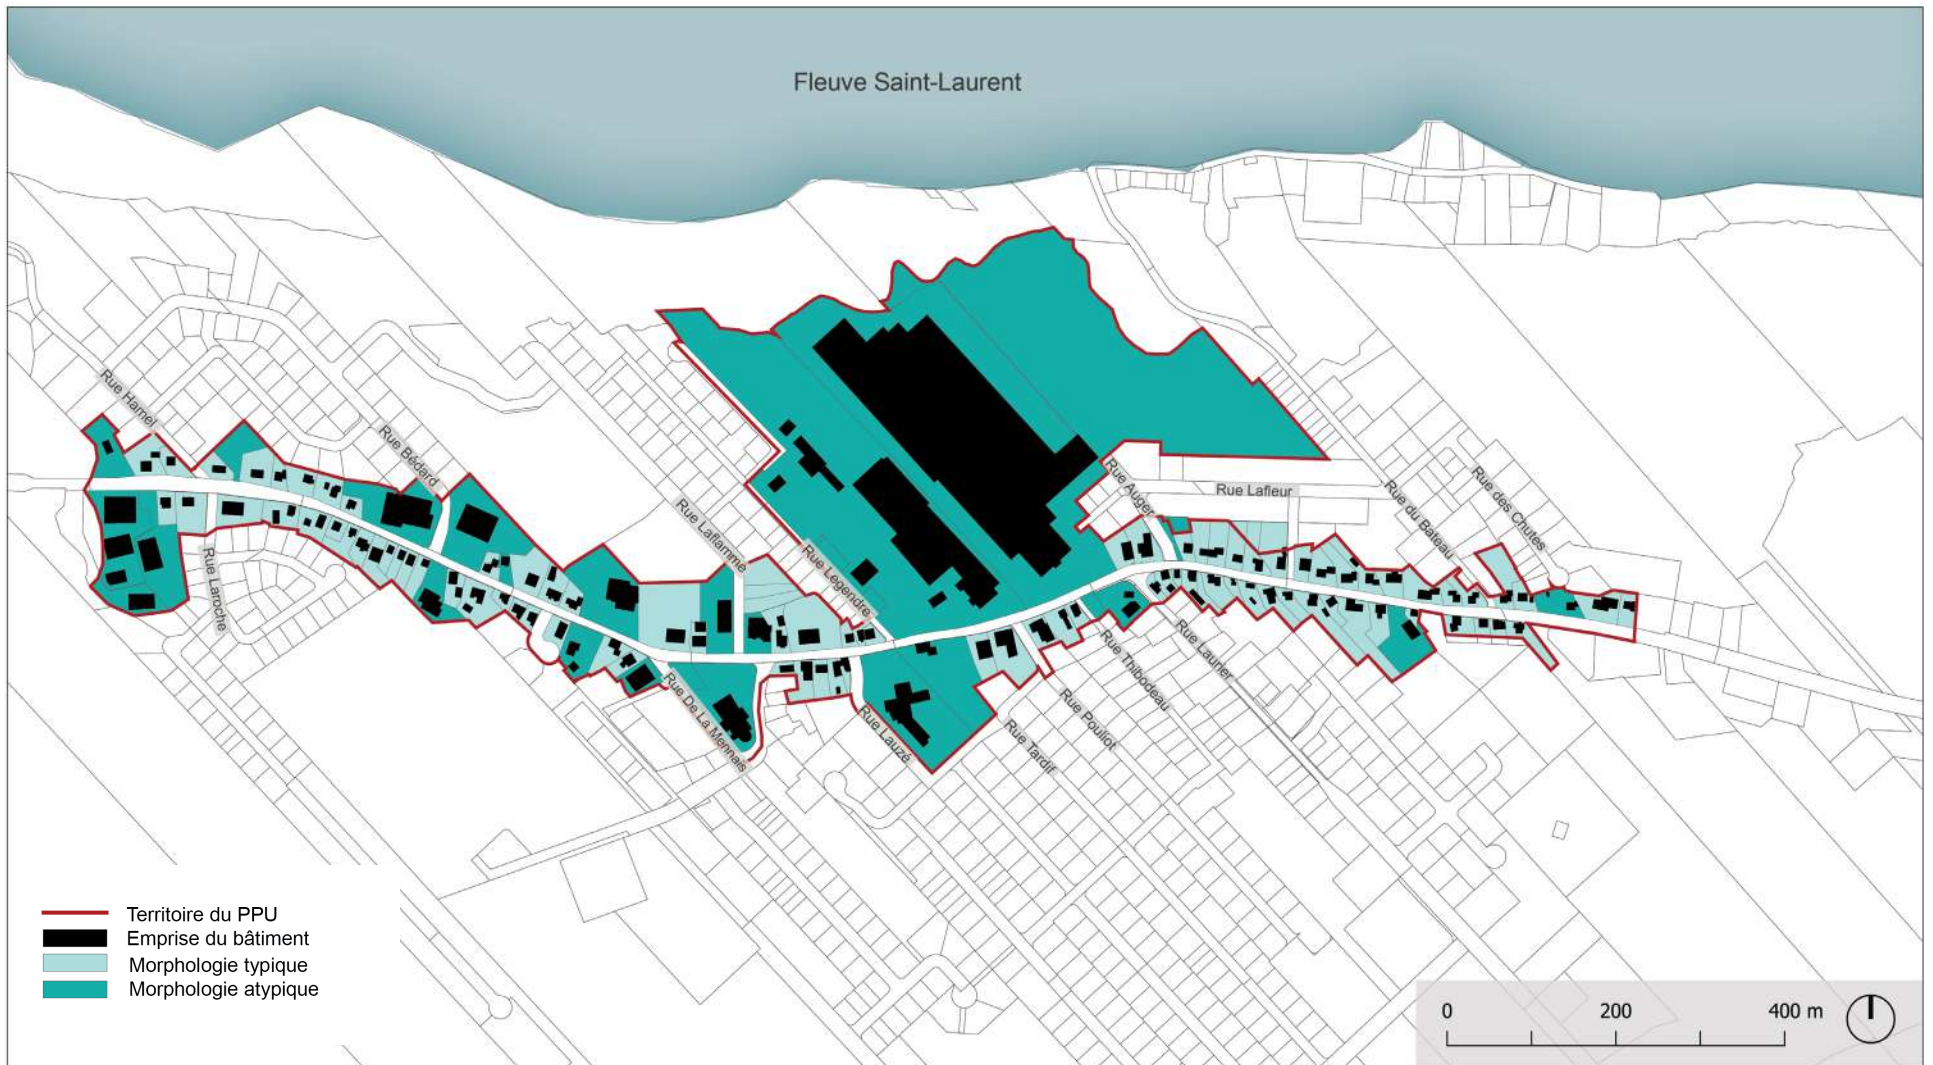 Fleuve Saint-Laurent
Rue Hamel
Rue Bédard
Rue Laroche
Rue Laflamme
Rue Legendre
Rue De La Mennais
Rue Lauzé
Rue Tardif
Rue Pouliot
Rue Thibodeau
Rue Laurier
Rue Auger
Rue Lafleur
Rue du Bateau
Rue des Chutes
Territoire du PPU
Emprise du bâtiment
Morphologie typique
Morphologie atypique
0 200 400 m